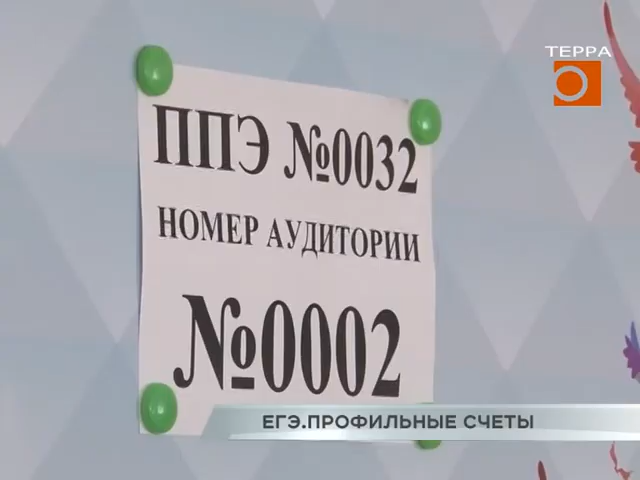 ТЕРРА
ППЭ №0032
НОМЕР АУДИТОРИИ
№0002
ЕГЭ.ПРОФИЛЬНЫЕ СЧЕТЫ